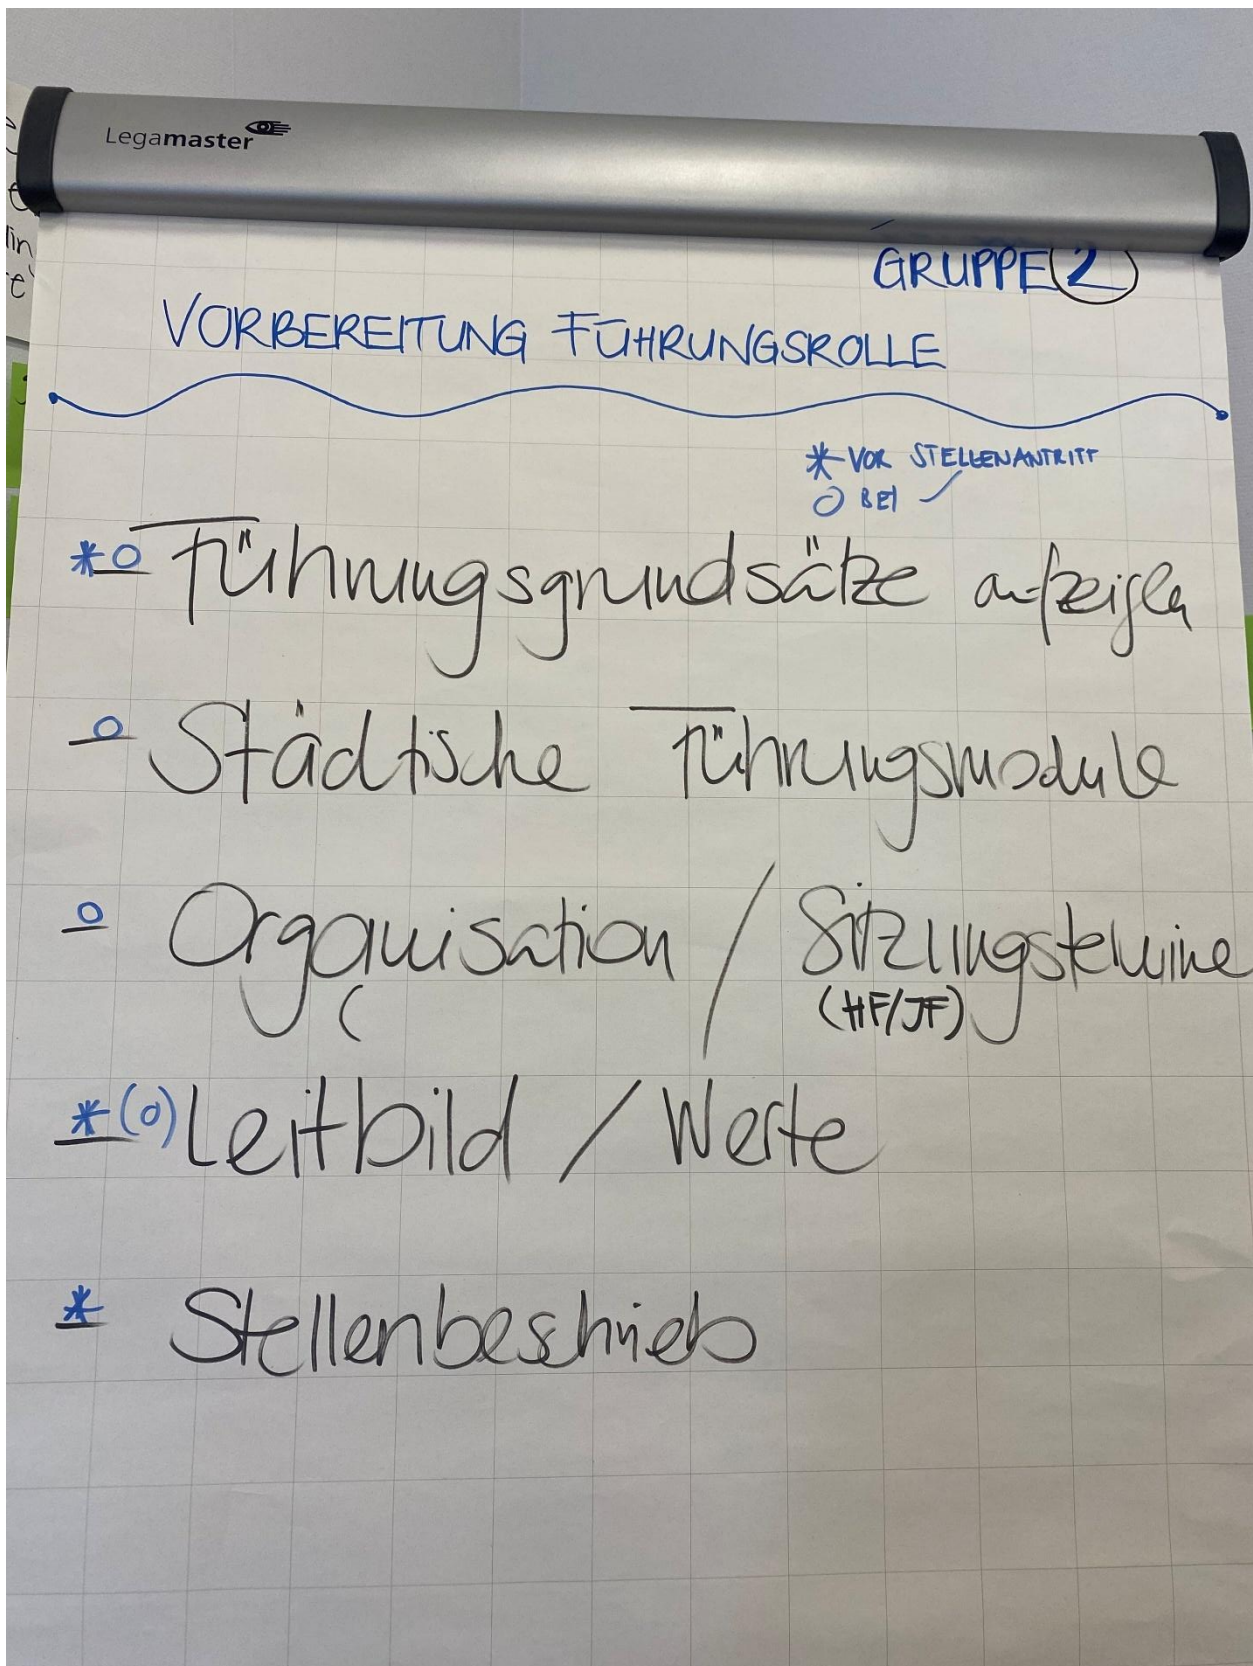 Legamaster
GRUPPE 2
VORBEREITUNG FÜHRUNGSROLLE
* VOR STELLENANTRITT
O BEI ⁄
*O Führungsgrundsätze aufzeigen
O Städtische Führungsmodule
O Organisation / Sitzungstermine
( (HF/JF)
*(O) Leitbild / Werte
* Stellenbeschrieb